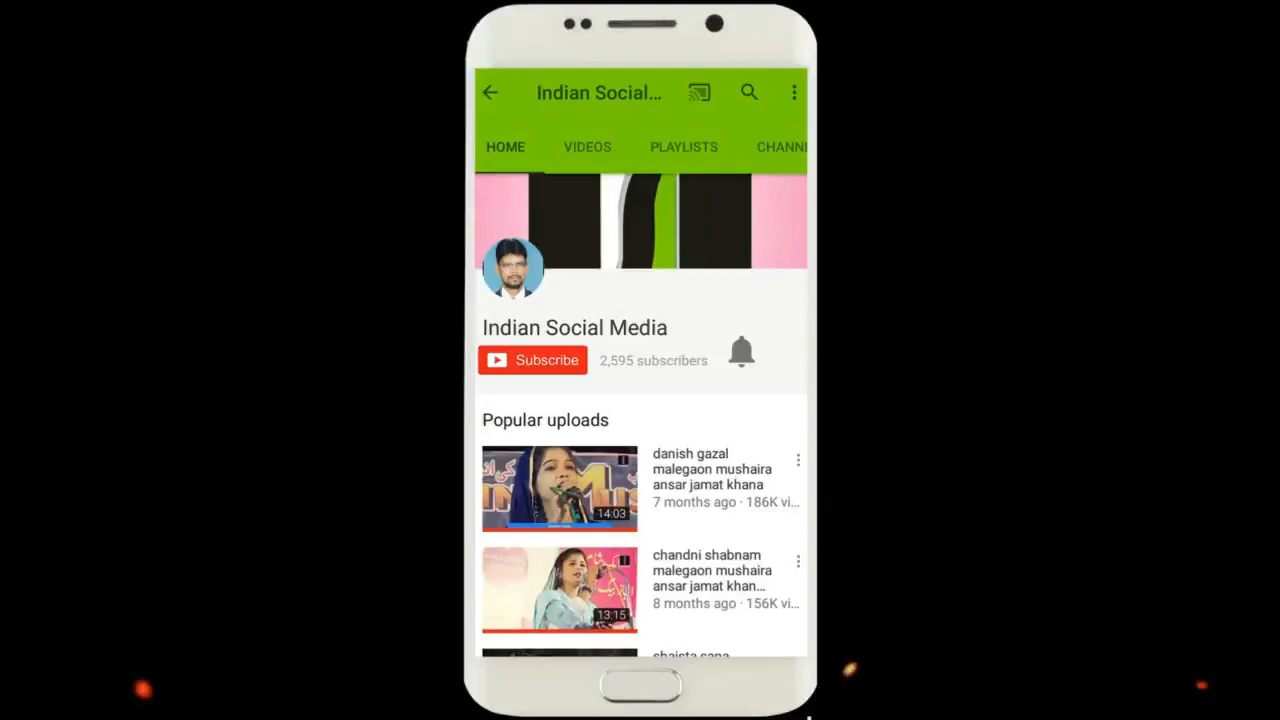 Indian Social...
HOME VIDEOS PLAYLISTS CHANN
Indian Social Media
Subscribe 2,595 subscribers
Popular uploads
danish gazal
malegaon mushaira
ansar jamat khana
7 months ago · 186K vi...
14:03
chandni shabnam
malegaon mushaira
ansar jamat khan...
8 months ago · 156K vi...
13:15
shaista sana